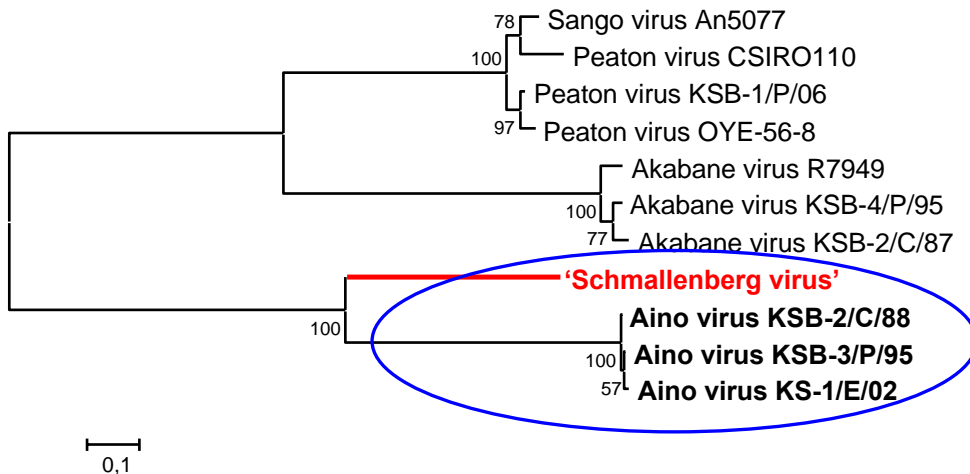 78
Sango virus An5077
100
Peaton virus CSIRO110
Peaton virus KSB-1/P/06
97
Peaton virus OYE-56-8
Akabane virus R7949
100
Akabane virus KSB-4/P/95
77
Akabane virus KSB-2/C/87
‘Schmallenberg virus’
100
Aino virus KSB-2/C/88
100
Aino virus KSB-3/P/95
57
Aino virus KS-1/E/02
0,1